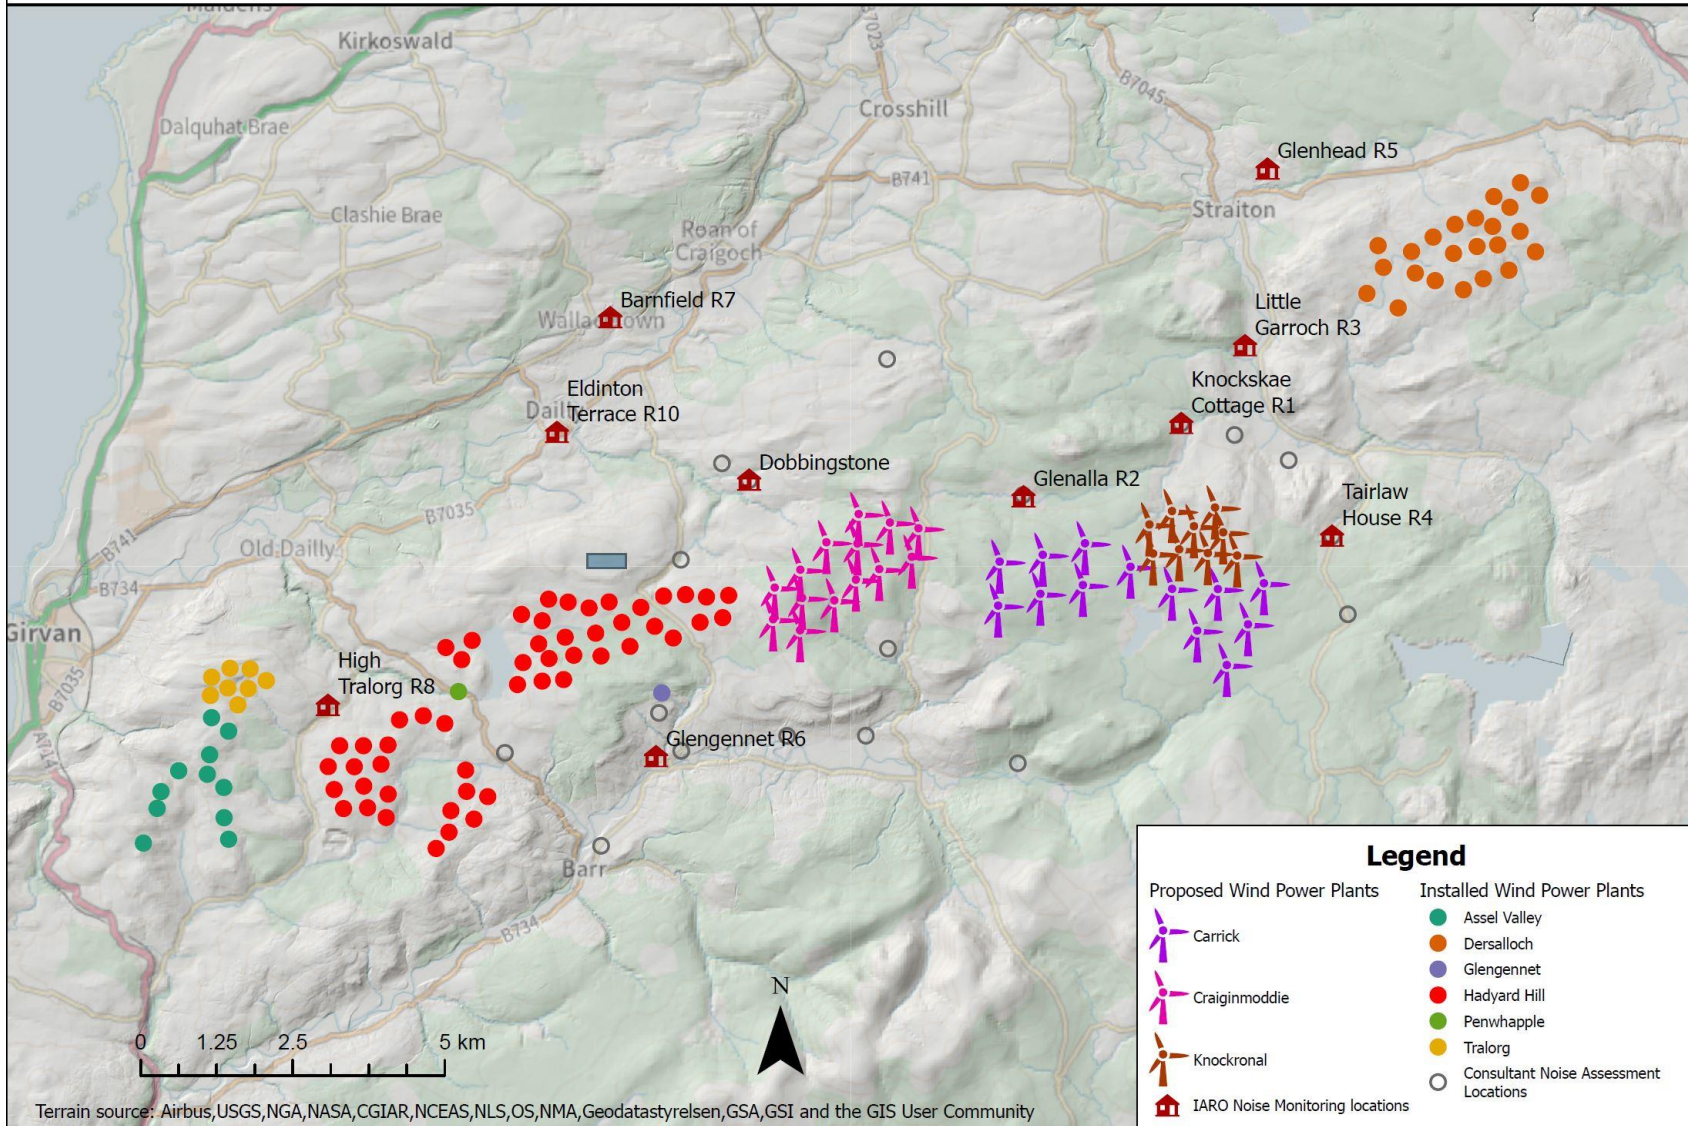 Maidens
Kirkoswald
B7023
B7045
Crosshill
Dalquhat Brae
Glenhead R5
B741
Clashie Brae
Straiton
Roan of
Craigoch
Barnfield R7
Little
Garroch R3
Eldinton
Terrace R10
Knockskae
Cottage R1
Dobbingstone
Glenalla R2
Tairlaw
House R4
B7035
B741
Old Dailly
B734
Girvan
High
Tralorg R8
B7035
Glengennet R6
A714
Barr
B734
N
0 1.25 2.5 5 km
Terrain source: Airbus,USGS,NGA,NASA,CGIAR,NCEAS,NLS,OS,NMA,Geodatastyrelsen,GSA,GSI and the GIS User Community
Legend
Proposed Wind Power Plants
Carrick
Craiginmoddie
Knockronal
IARO Noise Monitoring locations
Installed Wind Power Plants
Assel Valley
Dersalloch
Glengennet
Hadyard Hill
Penwhapple
Tralorg
Consultant Noise Assessment
Locations